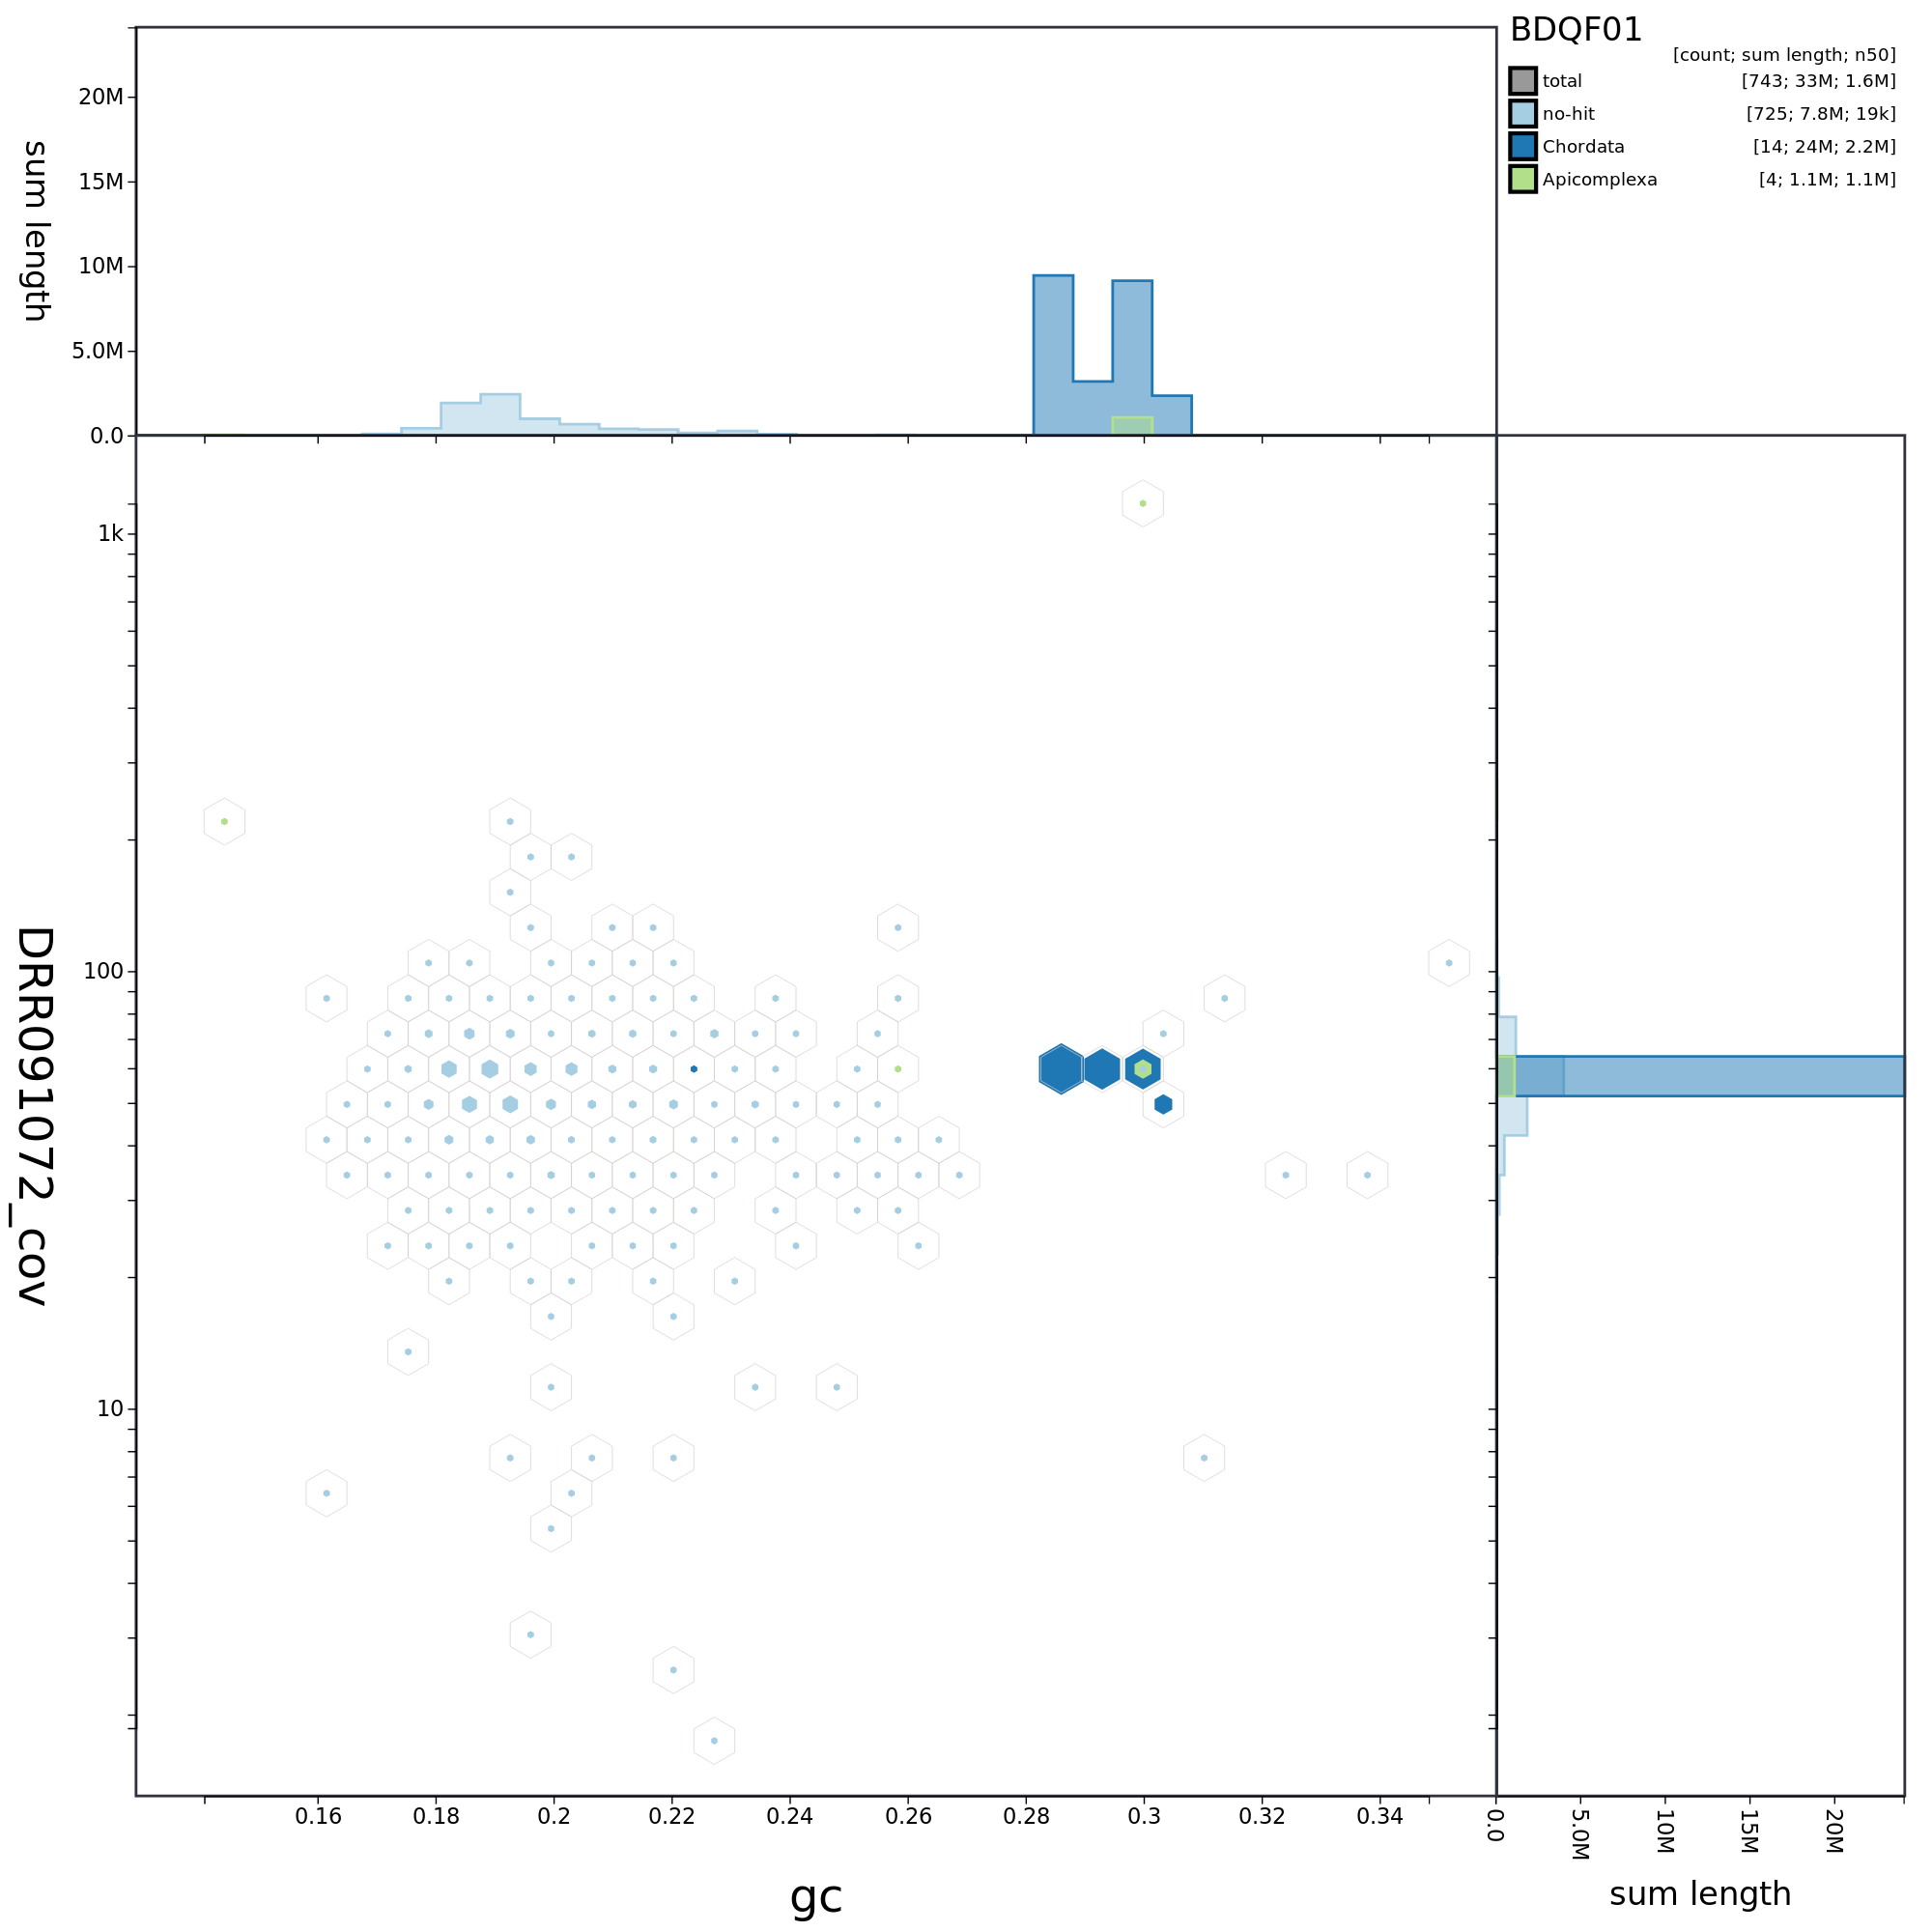 BDQF01
[count; sum length; n50]
total [743; 33M; 1.6M]
no-hit [725; 7.8M; 19k]
Chordata [14; 24M; 2.2M]
Apicomplexa [4; 1.1M; 1.1M]
sum length
20M
15M
10M
5.0M
0.0
DRR091072_cov
1k
100
10
0.16 0.18 0.2 0.22 0.24 0.26 0.28 0.3 0.32 0.34
gc
0.0 5.0M 10M 15M 20M
sum length